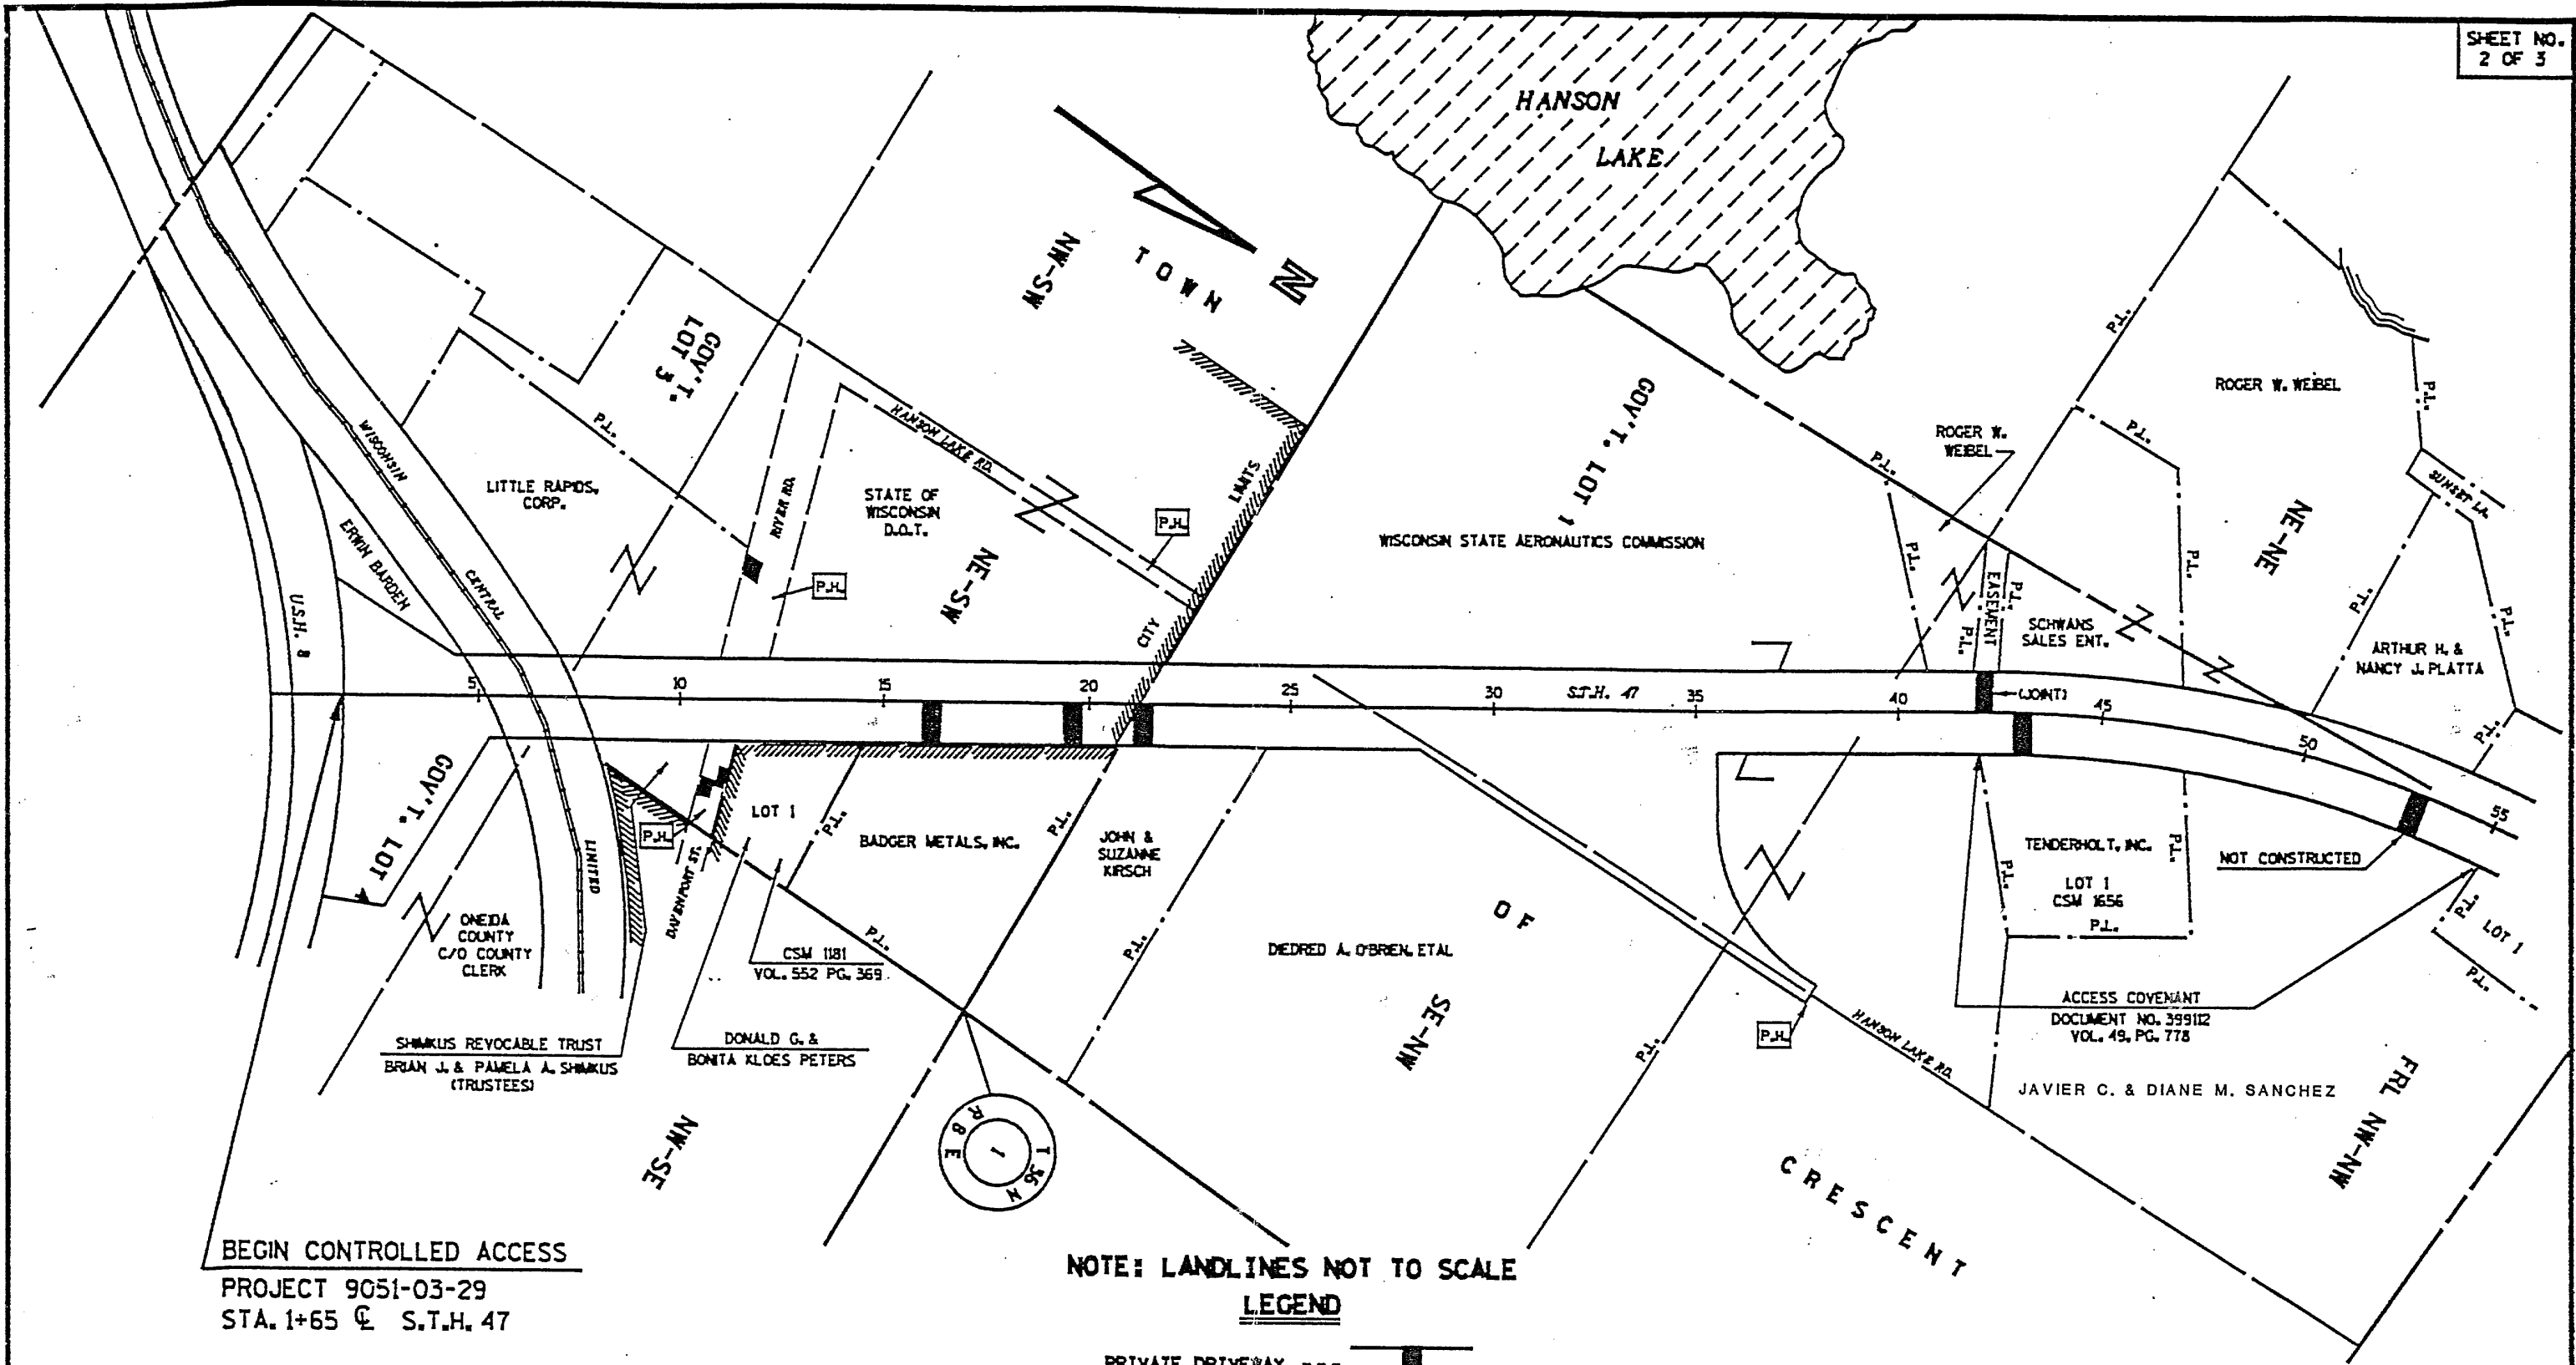 SHEET NO.
2 OF 3
HANSON
LAKE
N
TOWN
NW-SW
GOV'T.
LOT 3
P.L.
HANSON LAKE RD.
RIVER RD.
WISCONSIN
CENTRAL
LIMITED
LITTLE RAPIDS,
CORP.
STATE OF
WISCONSIN
D.O.T.
P.H.
P.H.
NE-SW
CITY
LIMITS
GOV'T. LOT 1
WISCONSIN STATE AERONAUTICS COMMISSION
ROGER W.
WEIBEL
P.L.
P.L.
P.L.
P.L.
P.L.
P.L.
P.L.
EASEMENT
SCHWANS
SALES ENT.
ROGER W. WEIBEL
P.L.
NE-NE
SUNSET LA.
P.L.
P.L.
P.L.
ARTHUR H. &
NANCY J. PLATTA
ERWIN BARDEN
U.S.H. 8
5
10
15
20
25
30
S.T.H. 47
35
40
(JOINT)
45
50
55
GOV'T. LOT 4
ONEIDA
COUNTY
C/O COUNTY
CLERK
P.H.
DAVENPORT ST.
LOT 1
P.L.
BADGER METALS, INC.
P.L.
JOHN &
SUZANNE
KIRSCH
P.L.
P.L.
CSM 1181
VOL. 552 PG. 369
DIEDRED A. O'BRIEN, ETAL
OF
SE-NW
P.L.
P.H.
HANSON LAKE RD.
TENDERHOLT, INC.
LOT 1
CSM 1656
P.L.
P.L.
P.L.
NOT CONSTRUCTED
P.L.
LOT 1
P.L.
ACCESS COVENANT
DOCUMENT NO. 399112
VOL. 49, PG. 778
JAVIER C. & DIANE M. SANCHEZ
FRL NW-NW
SHIMKUS REVOCABLE TRUST
BRIAN J. & PAMELA A. SHIMKUS
(TRUSTEES)
DONALD G. &
BONITA KLOES PETERS
NW-SE
T 36 N
R 8 E
1
CRESCENT
BEGIN CONTROLLED ACCESS
PROJECT 9051-03-29
STA. 1+65 ℄ S.T.H. 47
NOTE: LANDLINES NOT TO SCALE
LEGEND
PRIVATE DRIVEWAY